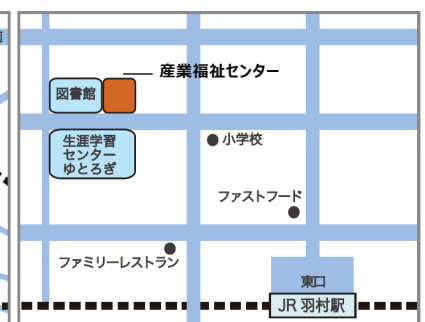 産業福祉センター
図書館
生涯学習
センター
ゆとろぎ
小学校
ファストフード
ファミリーレストラン
東口
JR 羽村駅